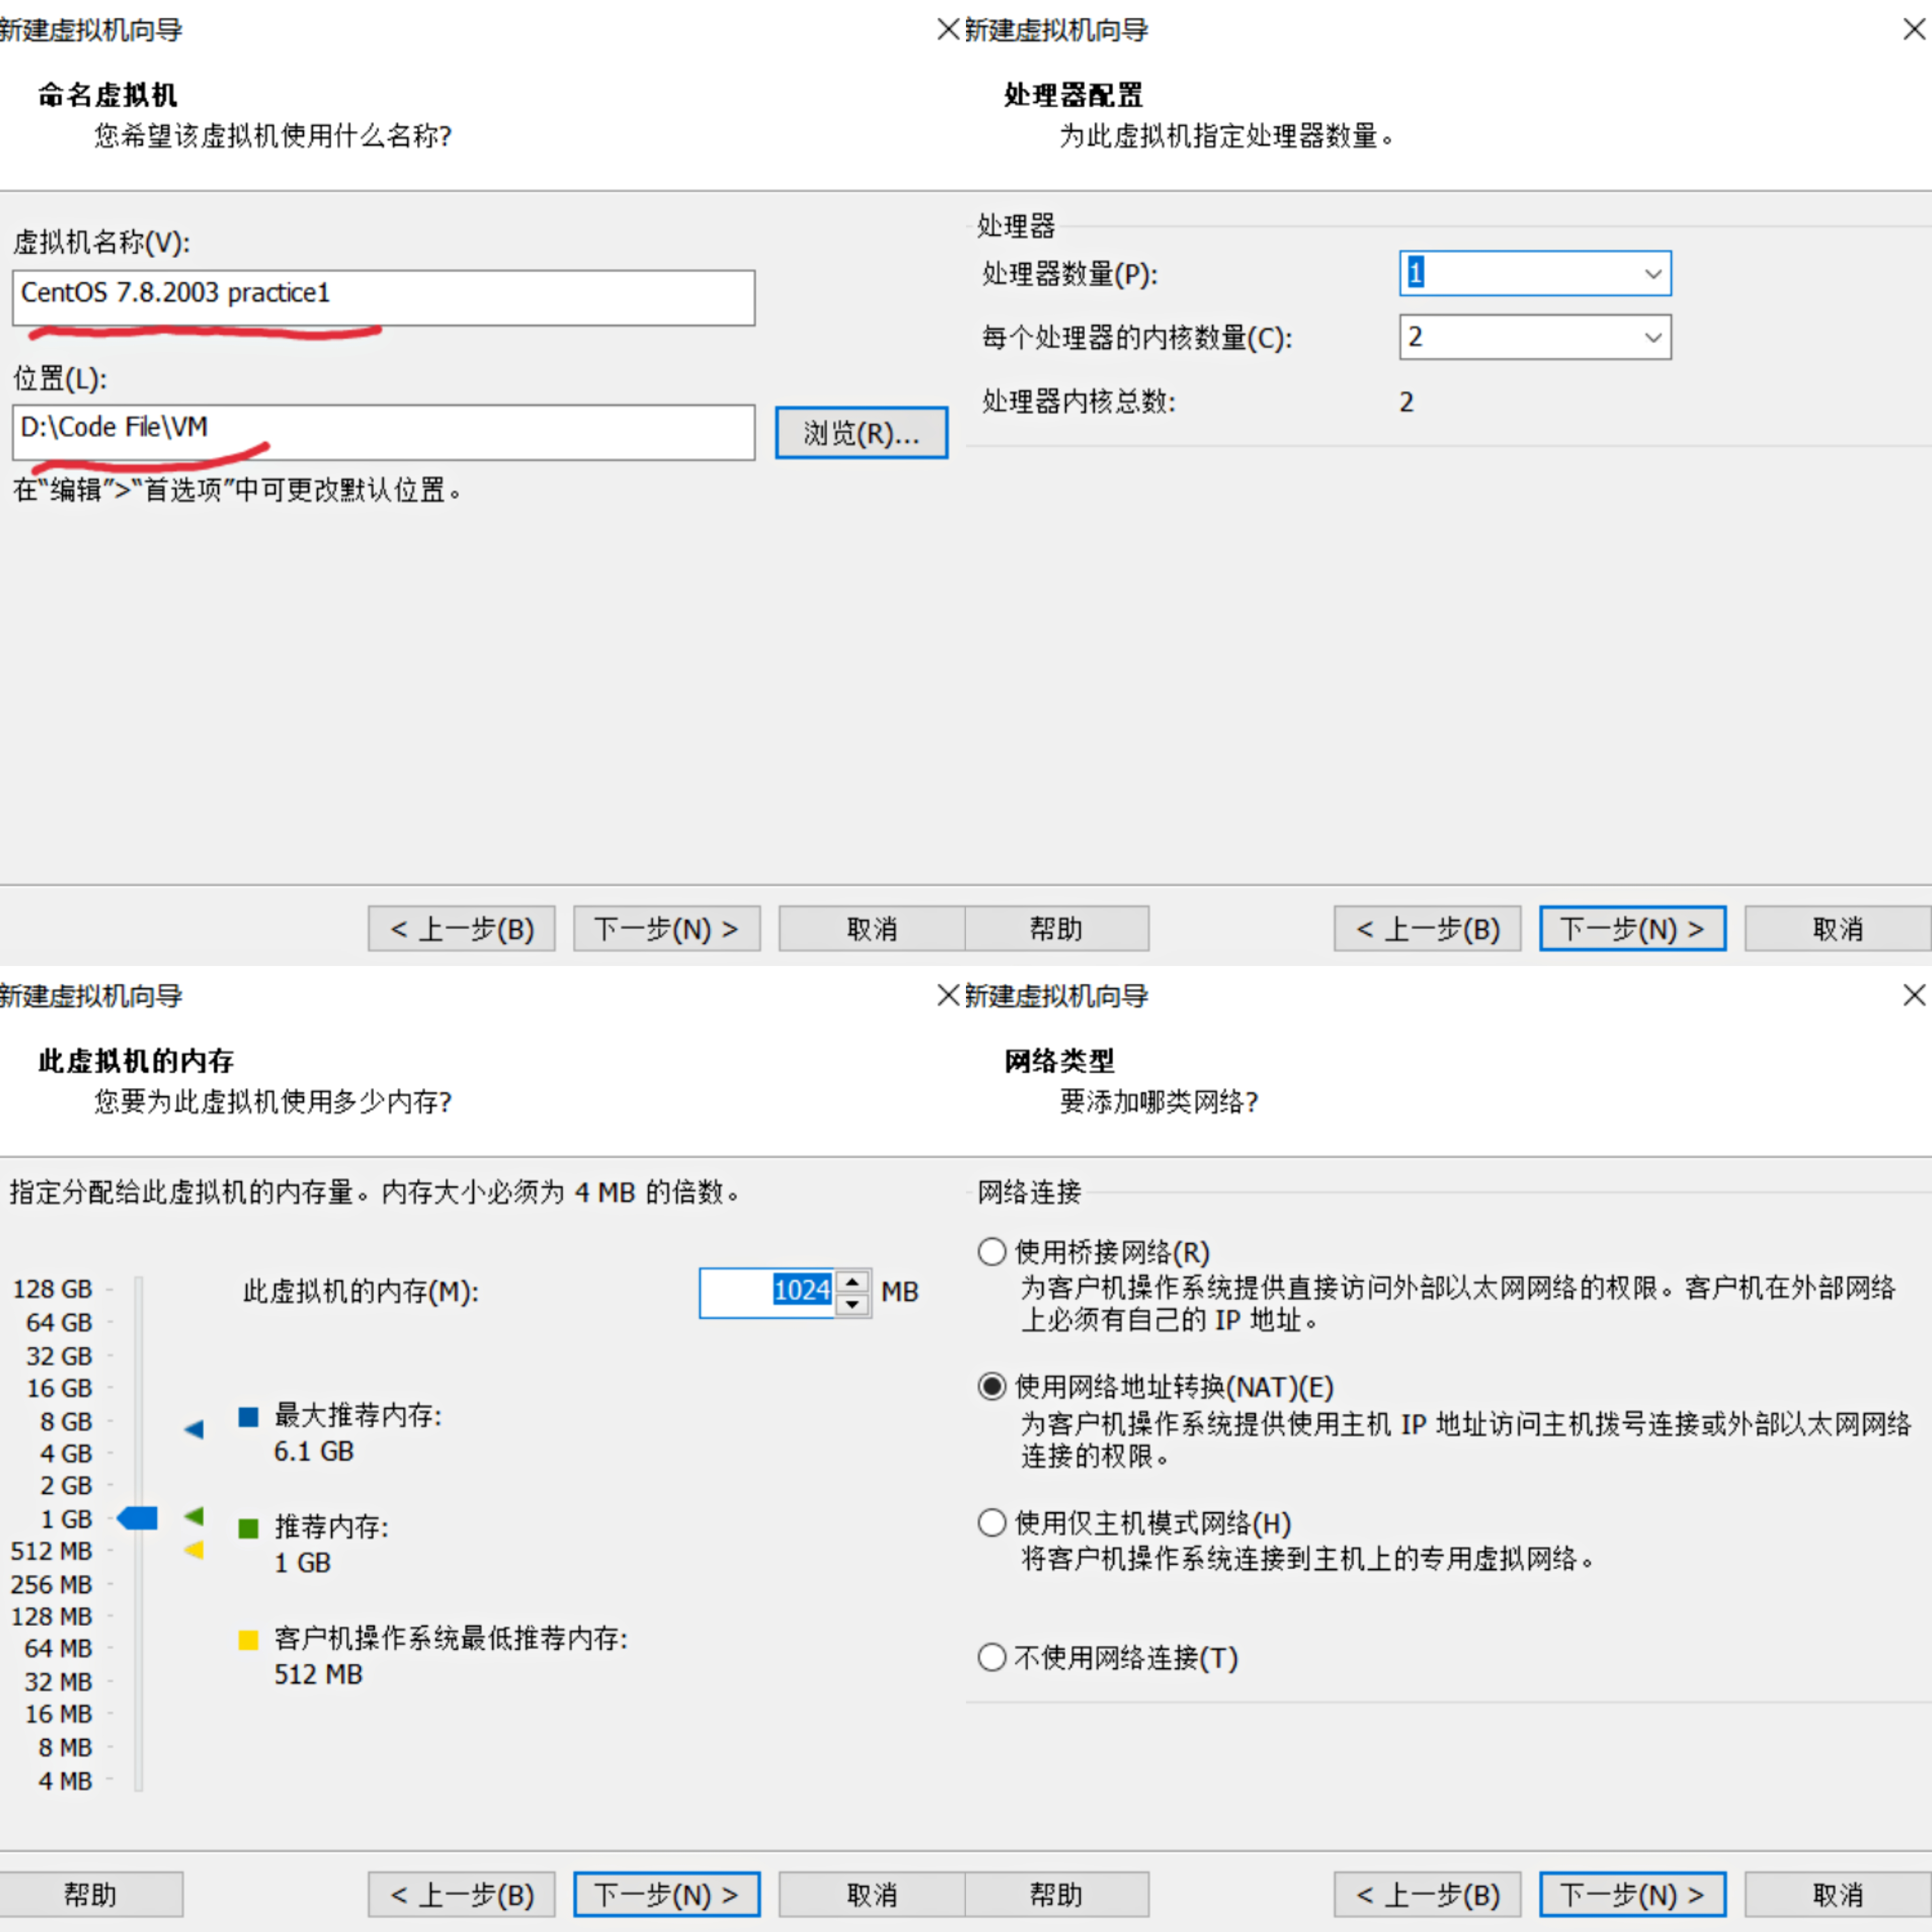 新建虚拟机向导
命名虚拟机
您希望该虚拟机使用什么名称?
虚拟机名称(V):
CentOS 7.8.2003 practice1
位置(L):
D:\Code File\VM
浏览(R)...
在"编辑">"首选项"中可更改默认位置。
< 上一步(B)
下一步(N) >
取消
新建虚拟机向导
处理器配置
为此虚拟机指定处理器数量。
处理器
处理器数量(P):
1
每个处理器的内核数量(C):
2
处理器内核总数:
2
帮助
< 上一步(B)
下一步(N) >
取消
新建虚拟机向导
此虚拟机的内存
您要为此虚拟机使用多少内存?
指定分配给此虚拟机的内存量。内存大小必须为 4 MB 的倍数。
128 GB
64 GB
32 GB
16 GB
8 GB
4 GB
2 GB
1 GB
512 MB
256 MB
128 MB
64 MB
32 MB
16 MB
8 MB
4 MB
此虚拟机的内存(M):
1024 MB
最大推荐内存:
6.1 GB
推荐内存:
1 GB
客户机操作系统最低推荐内存:
512 MB
帮助
< 上一步(B)
下一步(N) >
取消
新建虚拟机向导
网络类型
要添加哪类网络?
网络连接
使用桥接网络(R)
为客户机操作系统提供直接访问外部以太网网络的权限。客户机在外部网络
上必须有自己的 IP 地址。
使用网络地址转换(NAT)(E)
为客户机操作系统提供使用主机 IP 地址访问主机拨号连接或外部以太网网络
连接的权限。
使用仅主机模式网络(H)
将客户机操作系统连接到主机上的专用虚拟网络。
不使用网络连接(T)
帮助
< 上一步(B)
下一步(N) >
取消